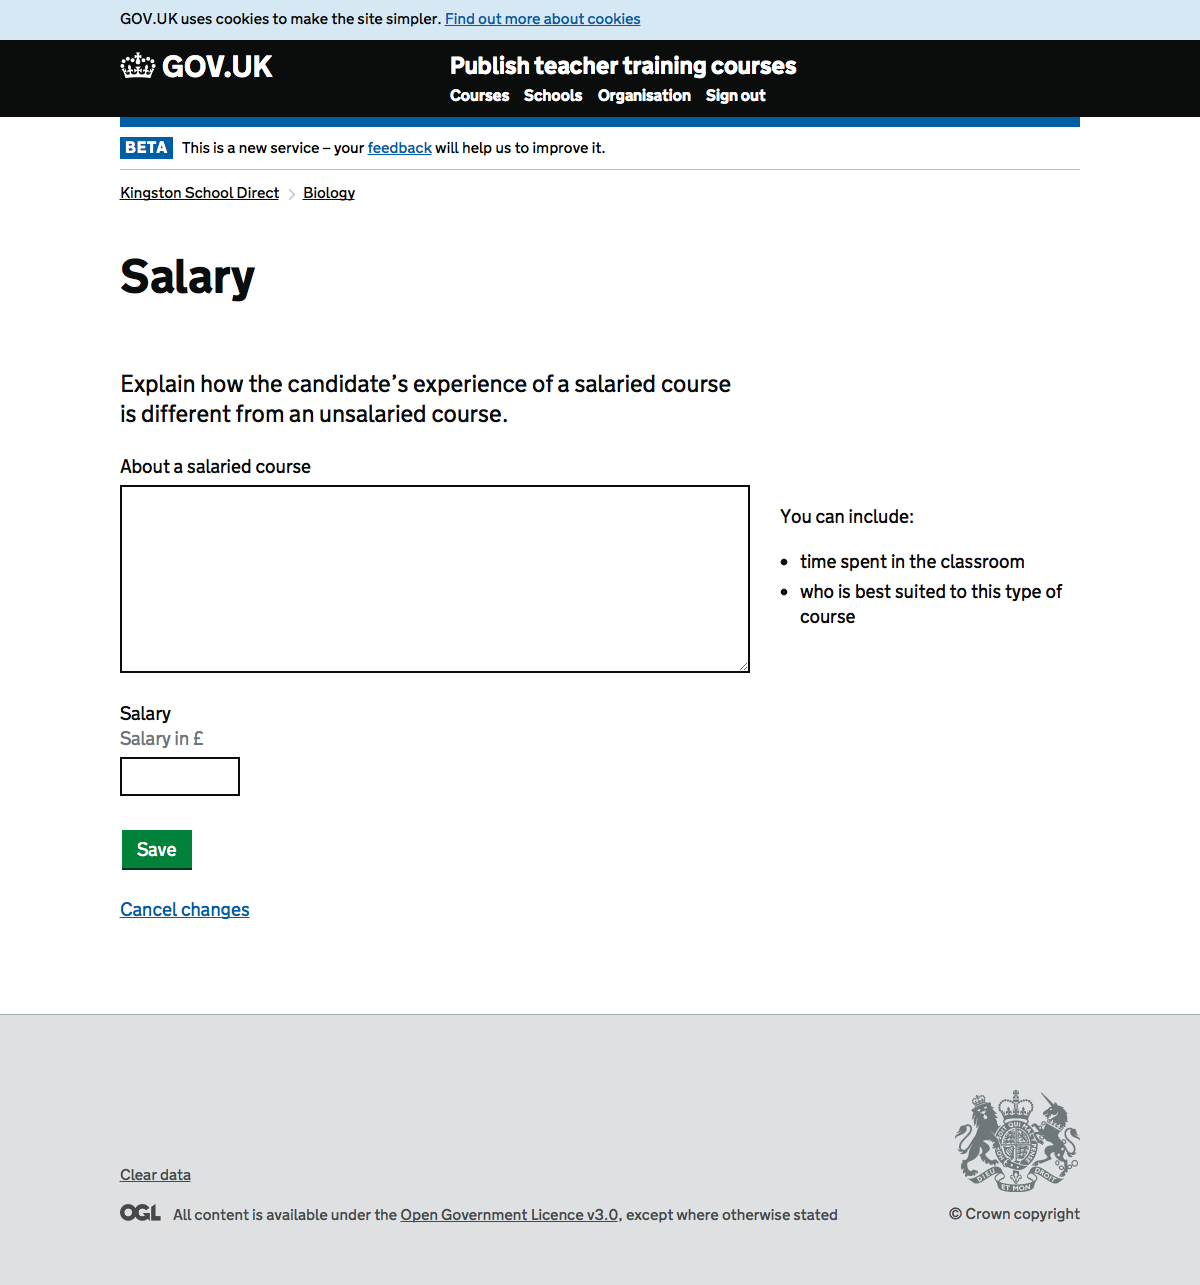 GOV.UK uses cookies to make the site simpler. Find out more about cookies
GOV.UK
Publish teacher training courses
Courses Schools Organisation Sign out
BETA This is a new service – your feedback will help us to improve it.
Kingston School Direct Biology
Salary
Explain how the candidate’s experience of a salaried course
is different from an unsalaried course.
About a salaried course
You can include:
• time spent in the classroom
• who is best suited to this type of
course
Salary
Salary in £
Save
Cancel changes
Clear data
OGL All content is available under the Open Government Licence v3.0, except where otherwise stated
DIEU ET MON DROIT
© Crown copyright